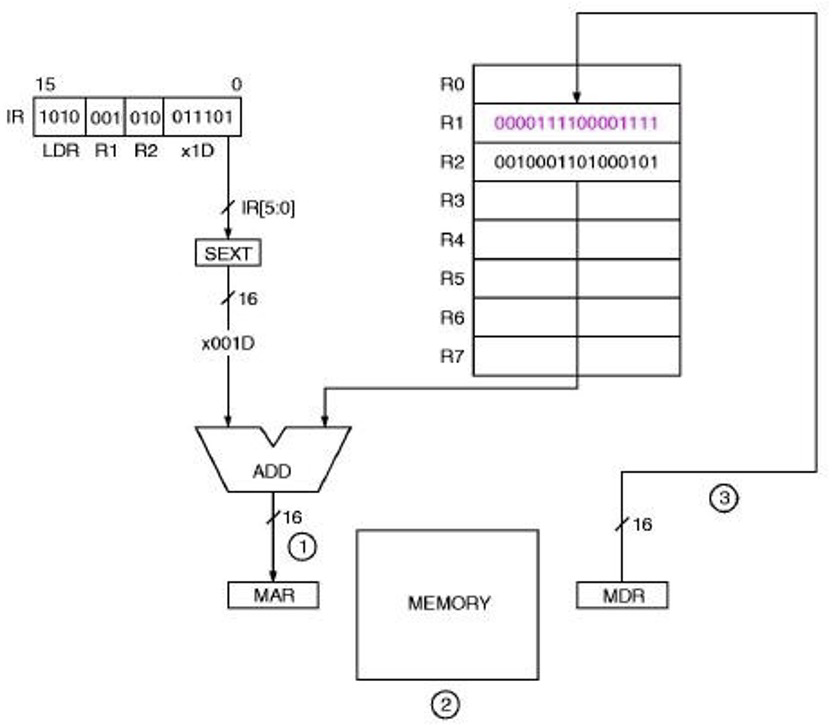 15 0
IR 1010 001 010 011101
LDR R1 R2 x1D
IR[5:0]
SEXT
16
x001D
ADD
16
1
MAR
R0
R1 0000111100001111
R2 0010001101000101
R3
R4
R5
R6
R7
MEMORY
2
3
16
MDR